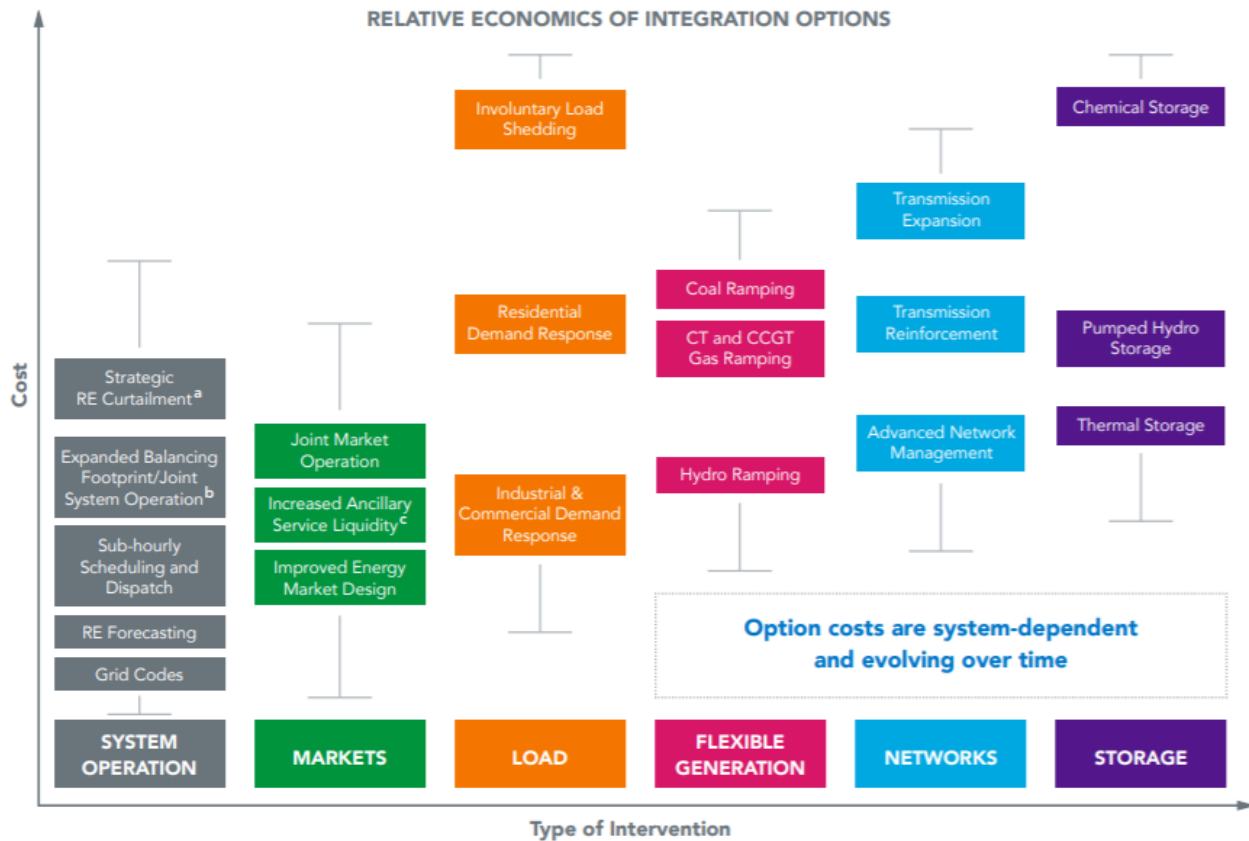 RELATIVE ECONOMICS OF INTEGRATION OPTIONS
Cost
Strategic
RE Curtailmentᵃ
Expanded Balancing
Footprint/Joint
System Operationᵇ
Sub-hourly
Scheduling and
Dispatch
RE Forecasting
Grid Codes
SYSTEM
OPERATION
Joint Market
Operation
Increased Ancillary
Service Liquidityᶜ
Improved Energy
Market Design
MARKETS
Involuntary Load
Shedding
Residential
Demand Response
Industrial &
Commercial Demand
Response
LOAD
Coal Ramping
CT and CCGT
Gas Ramping
Hydro Ramping
FLEXIBLE
GENERATION
Transmission
Expansion
Transmission
Reinforcement
Advanced Network
Management
NETWORKS
Chemical Storage
Pumped Hydro
Storage
Thermal Storage
STORAGE
Option costs are system-dependent
and evolving over time
Type of Intervention